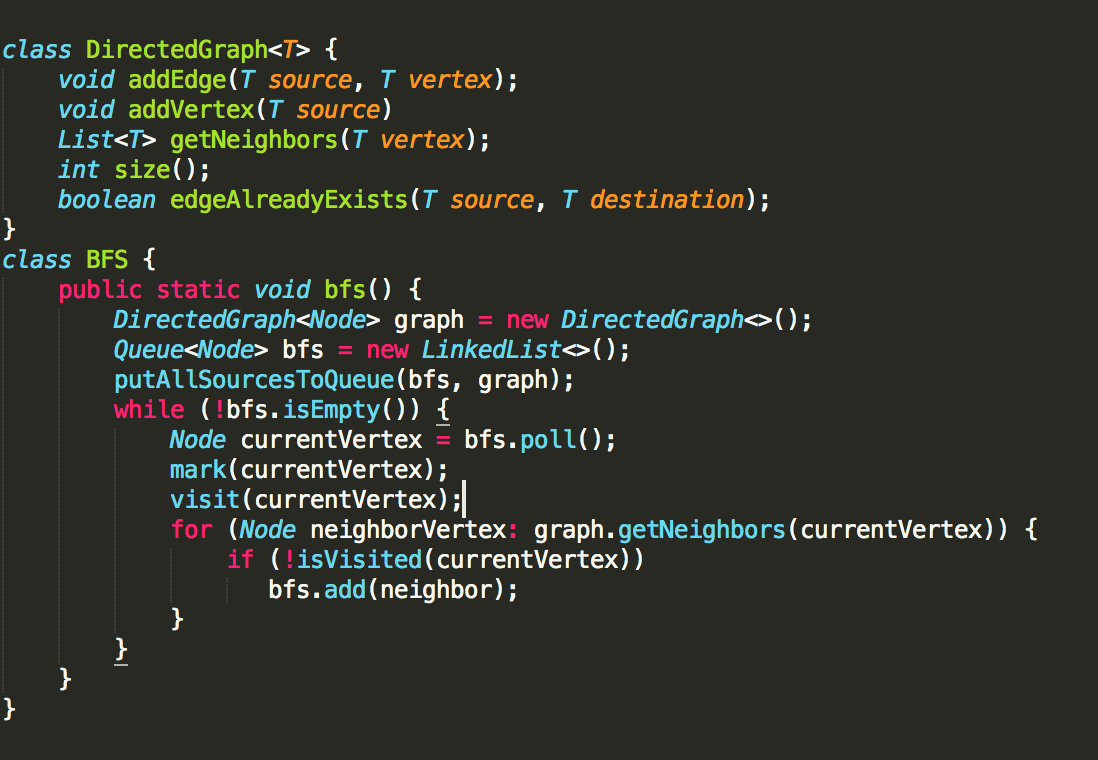 class DirectedGraph<T> {
    void addEdge(T source, T vertex);
    void addVertex(T source)
    List<T> getNeighbors(T vertex);
    int size();
    boolean edgeAlreadyExists(T source, T destination);
}
class BFS {
    public static void bfs() {
        DirectedGraph<Node> graph = new DirectedGraph<>();
        Queue<Node> bfs = new LinkedList<>();
        putAllSourcesToQueue(bfs, graph);
        while (!bfs.isEmpty()) {
            Node currentVertex = bfs.poll();
            mark(currentVertex);
            visit(currentVertex);
            for (Node neighborVertex: graph.getNeighbors(currentVertex)) {
                if (!isVisited(currentVertex))
                   bfs.add(neighbor);
            }
        }
    }
}